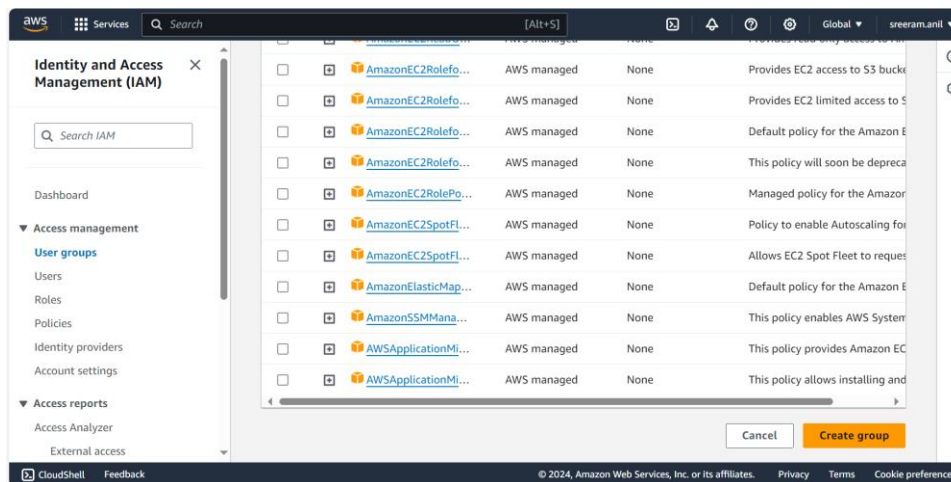 aws Services Search [Alt+S] Global sreeram.anil
Identity and Access
Management (IAM)
Search IAM
Dashboard
Access management
User groups
Users
Roles
Policies
Identity providers
Account settings
Access reports
Access Analyzer
External access
AmazonEC2Rolefo... AWS managed None Provides EC2 access to S3 bucke
AmazonEC2Rolefo... AWS managed None Provides EC2 limited access to S
AmazonEC2Rolefo... AWS managed None Default policy for the Amazon E
AmazonEC2Rolefo... AWS managed None This policy will soon be depreca
AmazonEC2RolePo... AWS managed None Managed policy for the Amazon
AmazonEC2SpotFl... AWS managed None Policy to enable Autoscaling for
AmazonEC2SpotFl... AWS managed None Allows EC2 Spot Fleet to reques
AmazonElasticMap... AWS managed None Default policy for the Amazon E
AmazonSSMMana... AWS managed None This policy enables AWS System
AWSApplicationMi... AWS managed None This policy provides Amazon EC
AWSApplicationMi... AWS managed None This policy allows installing and
Cancel Create group
CloudShell Feedback © 2024, Amazon Web Services, Inc. or its affiliates. Privacy Terms Cookie preference